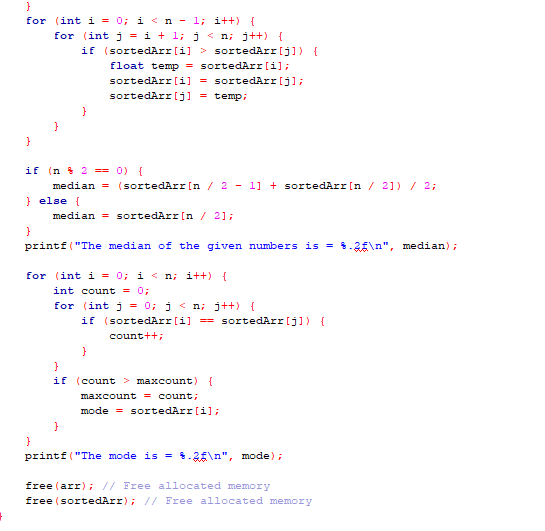 }
for (int i = 0; i < n - 1; i++) {
for (int j = i + 1; j < n; j++) {
if (sortedArr[i] > sortedArr[j]) {
float temp = sortedArr[i];
sortedArr[i] = sortedArr[j];
sortedArr[j] = temp;
}
}
}
if (n % 2 == 0) {
median = (sortedArr[n / 2 - 1] + sortedArr[n / 2]) / 2;
} else {
median = sortedArr[n / 2];
}
printf("The median of the given numbers is = %.2f\n", median);
for (int i = 0; i < n; i++) {
int count = 0;
for (int j = 0; j < n; j++) {
if (sortedArr[i] == sortedArr[j]) {
count++;
}
}
if (count > maxcount) {
maxcount = count;
mode = sortedArr[i];
}
}
printf("The mode is = %.2f\n", mode);
free(arr); // Free allocated memory
free(sortedArr); // Free allocated memory
}